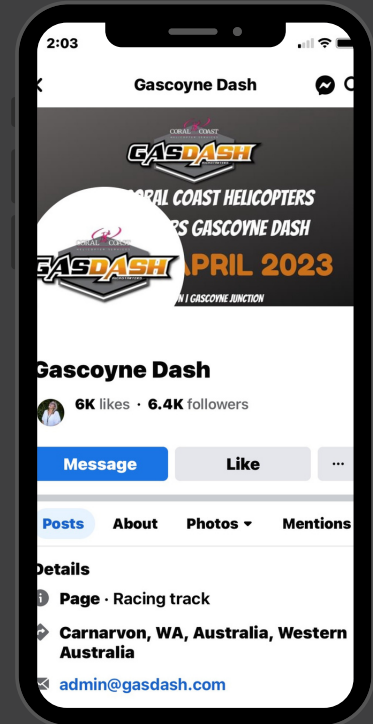 2:03
Gascoyne Dash
CORAL COAST
GASDASH
CORAL COAST HELICOPTERS
GASCOYNE DASH
APRIL 2023
GASCOYNE JUNCTION
CORAL COAST
GASDASH
Gascoyne Dash
6K likes · 6.4K followers
Message
Like
...
Posts
About
Photos
Mentions
Details
Page · Racing track
Carnarvon, WA, Australia, Western
Australia
admin@gasdash.com